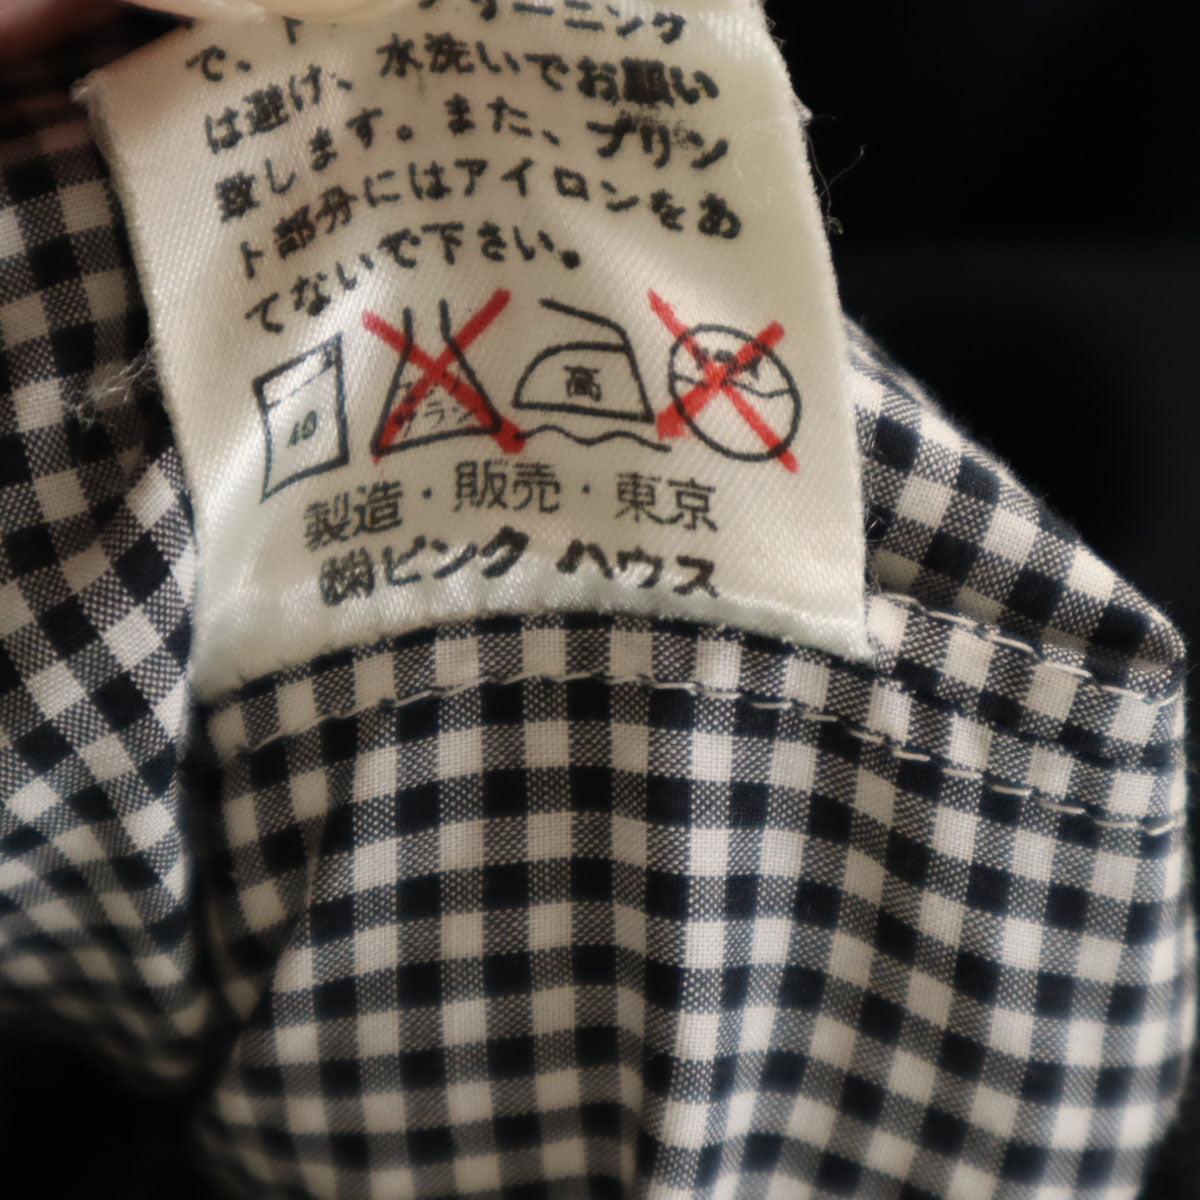 で、ドライクリーニング
は避け、水洗いでお願い
致します。また、プリン
ト部分にはアイロンをあ
てないで下さい。
40
高
製造・販売・東京
㈱ピンク ハウス